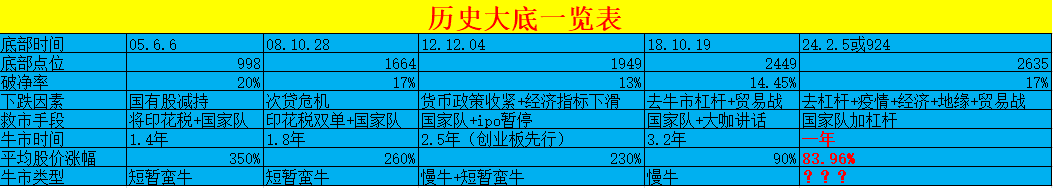 历史大底一览表
底部时间 05.6.6 08.10.28 12.12.04 18.10.19 24.2.5或924
底部点位 998 1664 1949 2449 2635
破净率 20% 17% 13% 14.45% 17%
下跌因素 国有股减持 次贷危机 货币政策收紧+经济指标下滑 去牛市杠杆+贸易战 去杠杆+疫情+经济+地缘+贸易战
救市手段 将印花税+国家队 印花税双单+国家队 国家队+ipo暂停 国家队+大咖讲话 国家队加杠杆
牛市时间 1.4年 1.8年 2.5年（创业板先行） 3.2年 一年
平均股价涨幅 350% 260% 230% 90% 83.96%
牛市类型 短暂蛮牛 短暂蛮牛 慢牛+短暂蛮牛 慢牛 ？？？